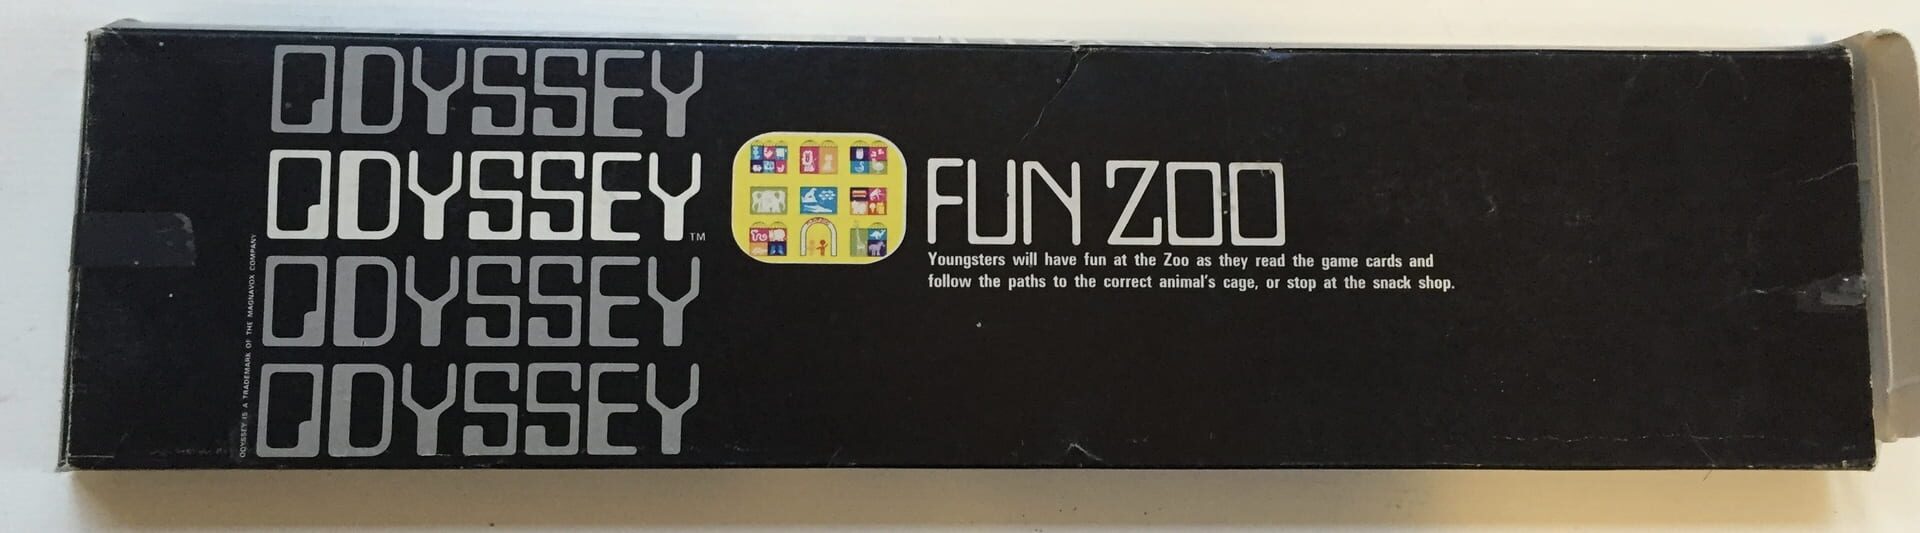 ODYSSEY
ODYSSEY™
ODYSSEY
ODYSSEY
ODYSSEY IS A TRADEMARK OF THE MAGNAVOX COMPANY
FUN ZOO
Youngsters will have fun at the Zoo as they read the game cards and
follow the paths to the correct animal's cage, or stop at the snack shop.